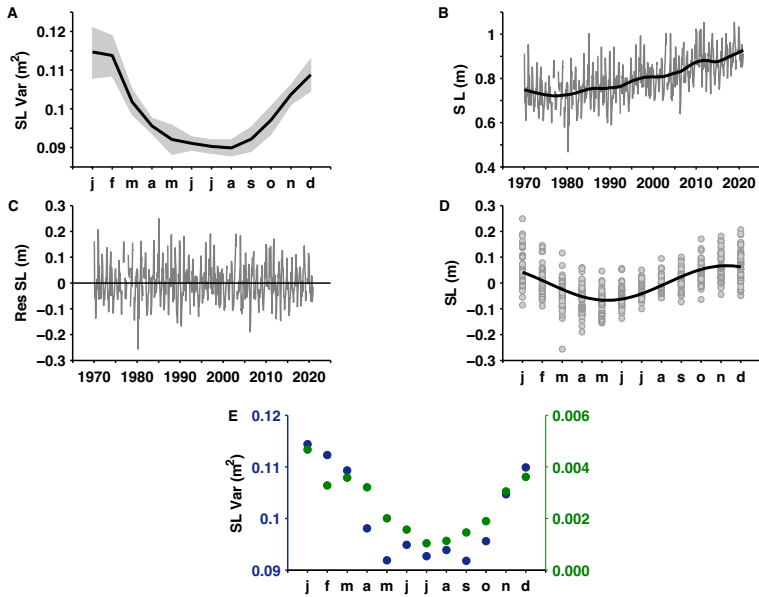 A
0.12
0.11
0.1
0.09
SL Var (m²)
j f m a m j j a s o n d
B
1
0.8
0.6
0.4
S L (m)
1970 1980 1990 2000 2010 2020
C
0.3
0.2
0.1
0
−0.1
−0.2
−0.3
Res SL (m)
1970 1980 1990 2000 2010 2020
D
0.3
0.2
0.1
0
−0.1
−0.2
−0.3
SL (m)
j f m a m j j a s o n d
E
0.12
0.11
0.1
0.09
SL Var (m²)
0.006
0.004
0.002
0.000
j f m a m j j a s o n d